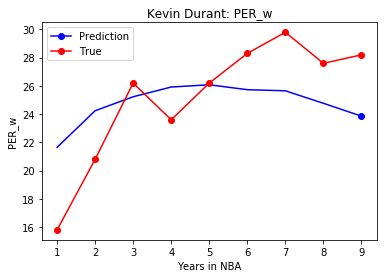 Kevin Durant: PER_w
Prediction
True
30
28
26
24
22
20
18
16
PER_w
1 2 3 4 5 6 7 8 9
Years in NBA